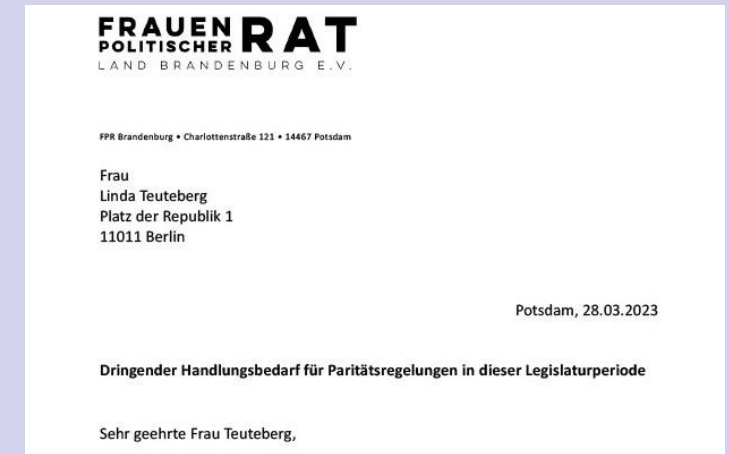 FRAUEN
POLITISCHER RAT
LAND BRANDENBURG E.V.
FPR Brandenburg • Charlottenstraße 121 • 14467 Potsdam
Frau
Linda Teuteberg
Platz der Republik 1
11011 Berlin
Potsdam, 28.03.2023
Dringender Handlungsbedarf für Paritätsregelungen in dieser Legislaturperiode
Sehr geehrte Frau Teuteberg,